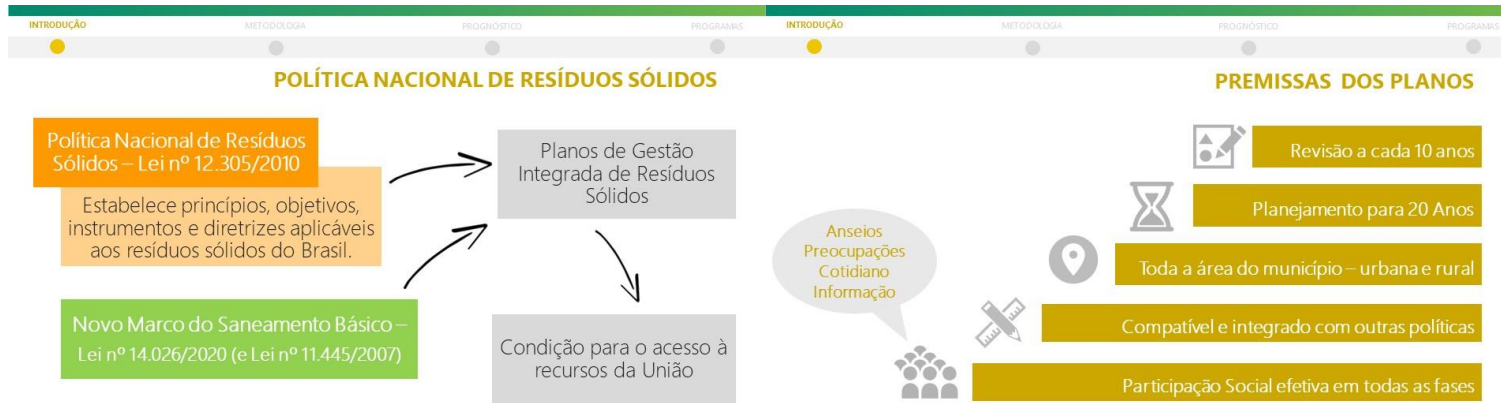 INTRODUÇÃO
METODOLOGIA
PROGNÓSTICO
PROGRAMAS
POLÍTICA NACIONAL DE RESÍDUOS SÓLIDOS
Política Nacional de Resíduos
Sólidos – Lei nº 12.305/2010
Estabelece princípios, objetivos,
instrumentos e diretrizes aplicáveis
aos resíduos sólidos do Brasil.
Novo Marco do Saneamento Básico –
Lei nº 14.026/2020 (e Lei nº 11.445/2007)
Planos de Gestão
Integrada de Resíduos
Sólidos
Condição para o acesso à
recursos da União
INTRODUÇÃO
METODOLOGIA
PROGNÓSTICO
PROGRAMAS
PREMISSAS DOS PLANOS
Revisão a cada 10 anos
Planejamento para 20 Anos
Toda a área do município – urbana e rural
Compatível e integrado com outras políticas
Participação Social efetiva em todas as fases
Anseios
Preocupações
Cotidiano
Informação